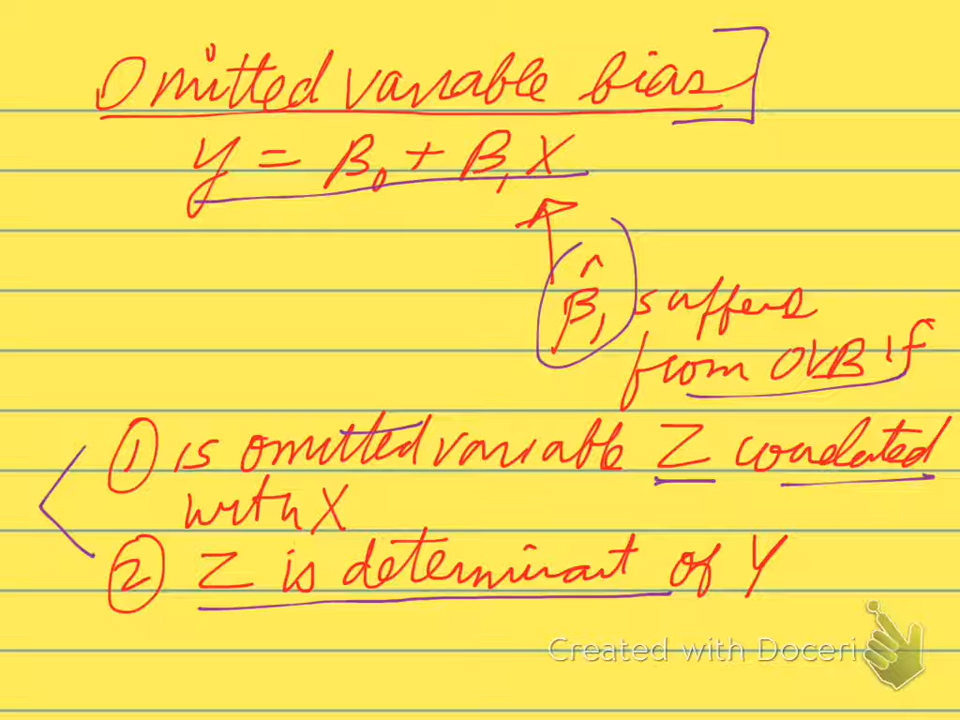 Omitted variable bias
y = β₀ + β₁X
β̂₁ suffers
from OVB if
① is omitted variable Z correlated
with X
② Z is determinant of Y
Created with Doceri